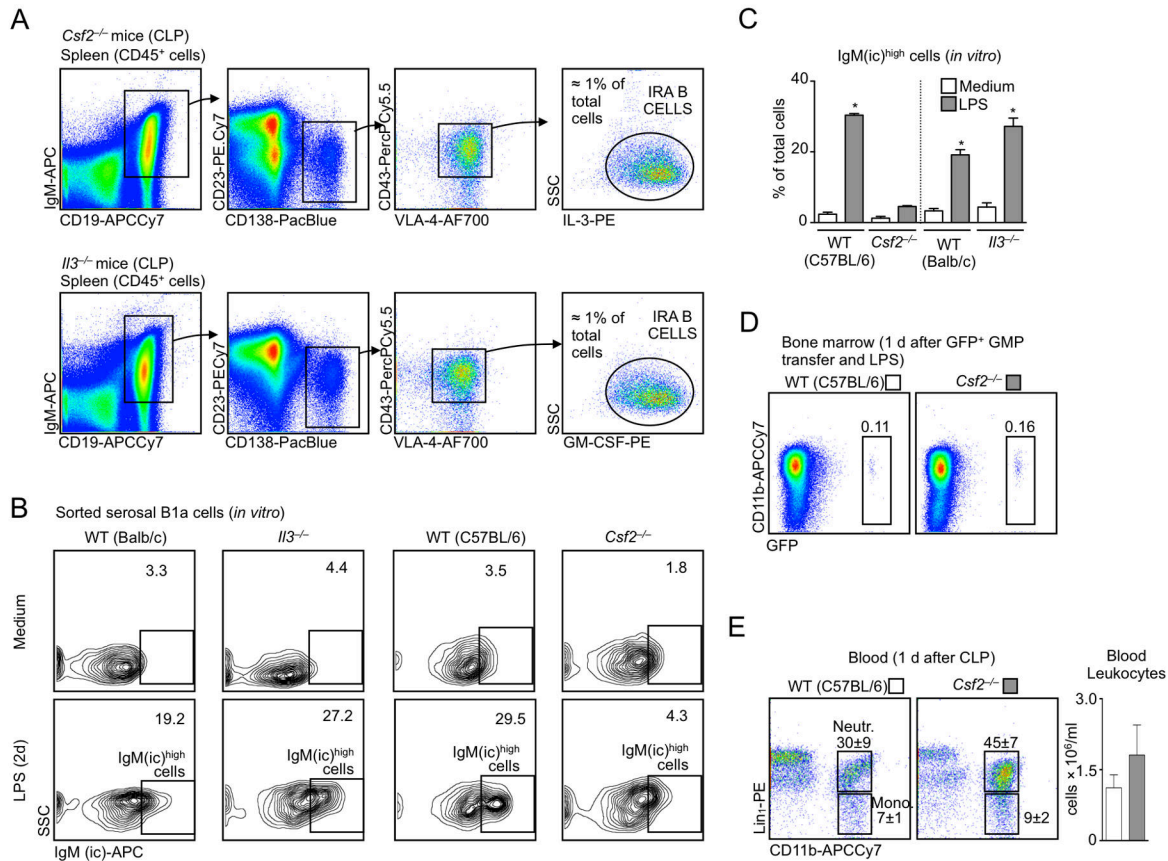 A
Csf2–/– mice (CLP)
Spleen (CD45+ cells)
IgM-APC
CD19-APCCy7
CD23-PE.Cy7
CD138-PacBlue
CD43-PercPCy5.5
VLA-4-AF700
≈ 1% of
total
cells
IRA B
CELLS
SSC
IL-3-PE
Il3–/– mice (CLP)
Spleen (CD45+ cells)
IgM-APC
CD19-APCCy7
CD23-PECy7
CD138-PacBlue
CD43-PercPCy5.5
VLA-4-AF700
≈ 1% of
total
cells
IRA B
CELLS
SSC
GM-CSF-PE
B
Sorted serosal B1a cells (in vitro)
WT (Balb/c)
Il3–/–
WT (C57BL/6)
Csf2–/–
Medium
3.3
4.4
3.5
1.8
LPS (2d)
19.2
27.2
29.5
4.3
IgM(ic)high
cells
IgM(ic)high
cells
IgM(ic)high
cells
IgM(ic)high
cells
SSC
IgM (ic)-APC
C
IgM(ic)high cells (in vitro)
% of total cells
40
20
0
Medium
LPS
*
*
*
WT
(C57BL/6)
Csf2–/–
WT
(Balb/c)
Il3–/–
D
Bone marrow (1 d after GFP+ GMP
transfer and LPS)
WT (C57BL/6)
Csf2–/–
0.11
0.16
CD11b-APCCy7
GFP
E
Blood (1 d after CLP)
WT (C57BL/6)
Csf2–/–
Neutr.
30±9
45±7
Mono.
7±1
9±2
Lin1-PE
CD11b-APCCy7
Blood
Leukocytes
cells × 10⁶/ml
3.0
1.5
0